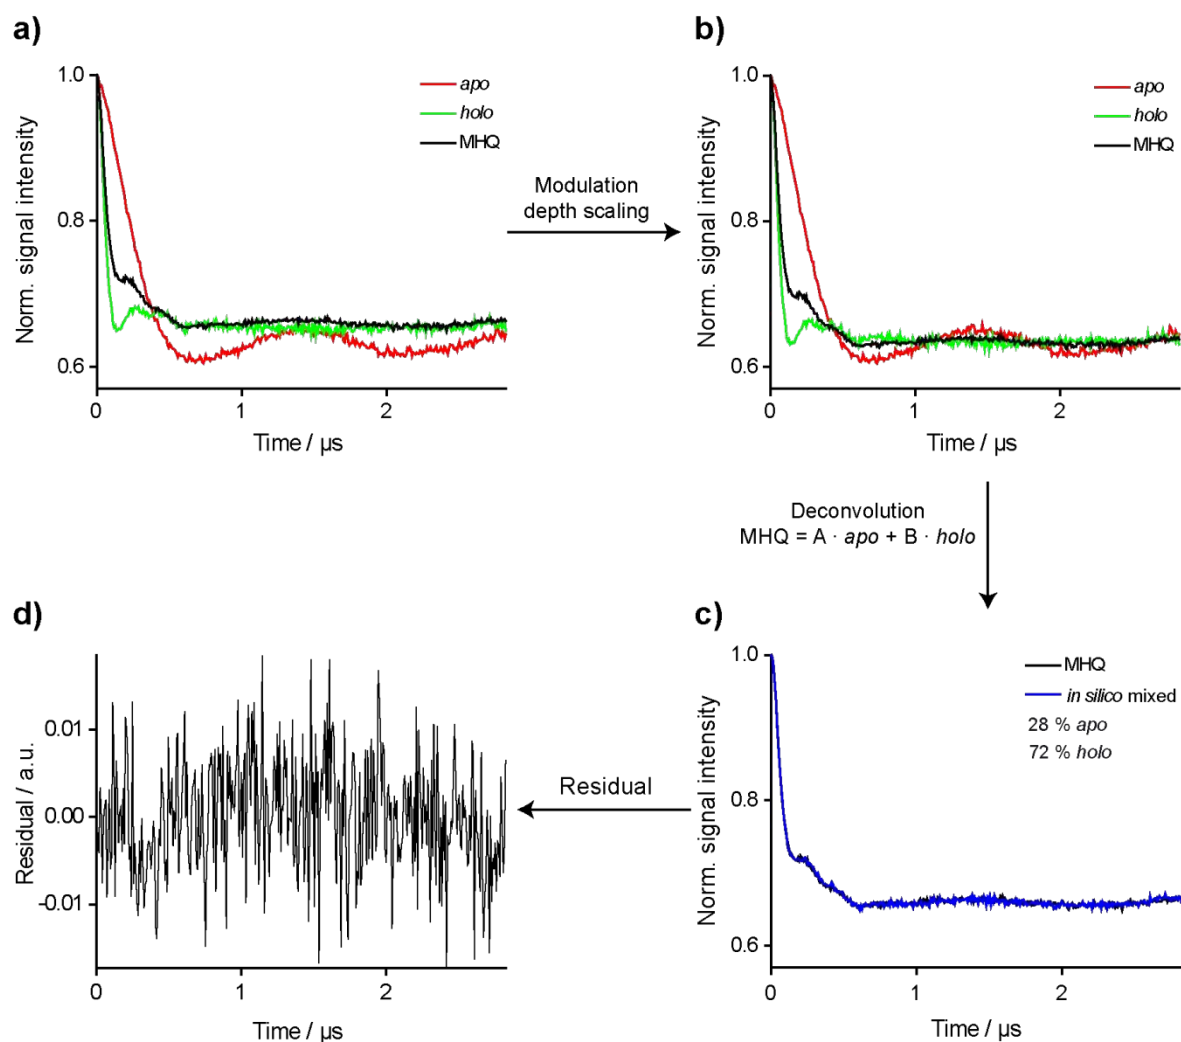 a)
Norm. signal intensity
1.0
0.8
0.6
0
1
2
Time / µs
apo
holo
MHQ
Modulation
depth scaling
b)
Norm. signal intensity
1.0
0.8
0.6
0
1
2
Time / µs
apo
holo
MHQ
Deconvolution
MHQ = A · apo + B · holo
d)
Residual / a.u.
0.01
0.00
-0.01
0
1
2
Time / µs
Residual
c)
Norm. signal intensity
1.0
0.8
0.6
0
1
2
Time / µs
MHQ
in silico mixed
28 % apo
72 % holo